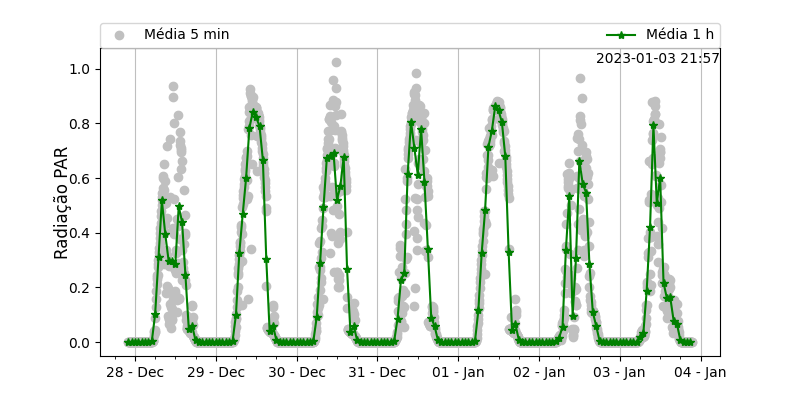 Média 5 min
Média 1 h
2023-01-03 21:57
Radiação PAR
1.0
0.8
0.6
0.4
0.2
0.0
28 - Dec
29 - Dec
30 - Dec
31 - Dec
01 - Jan
02 - Jan
03 - Jan
04 - Jan